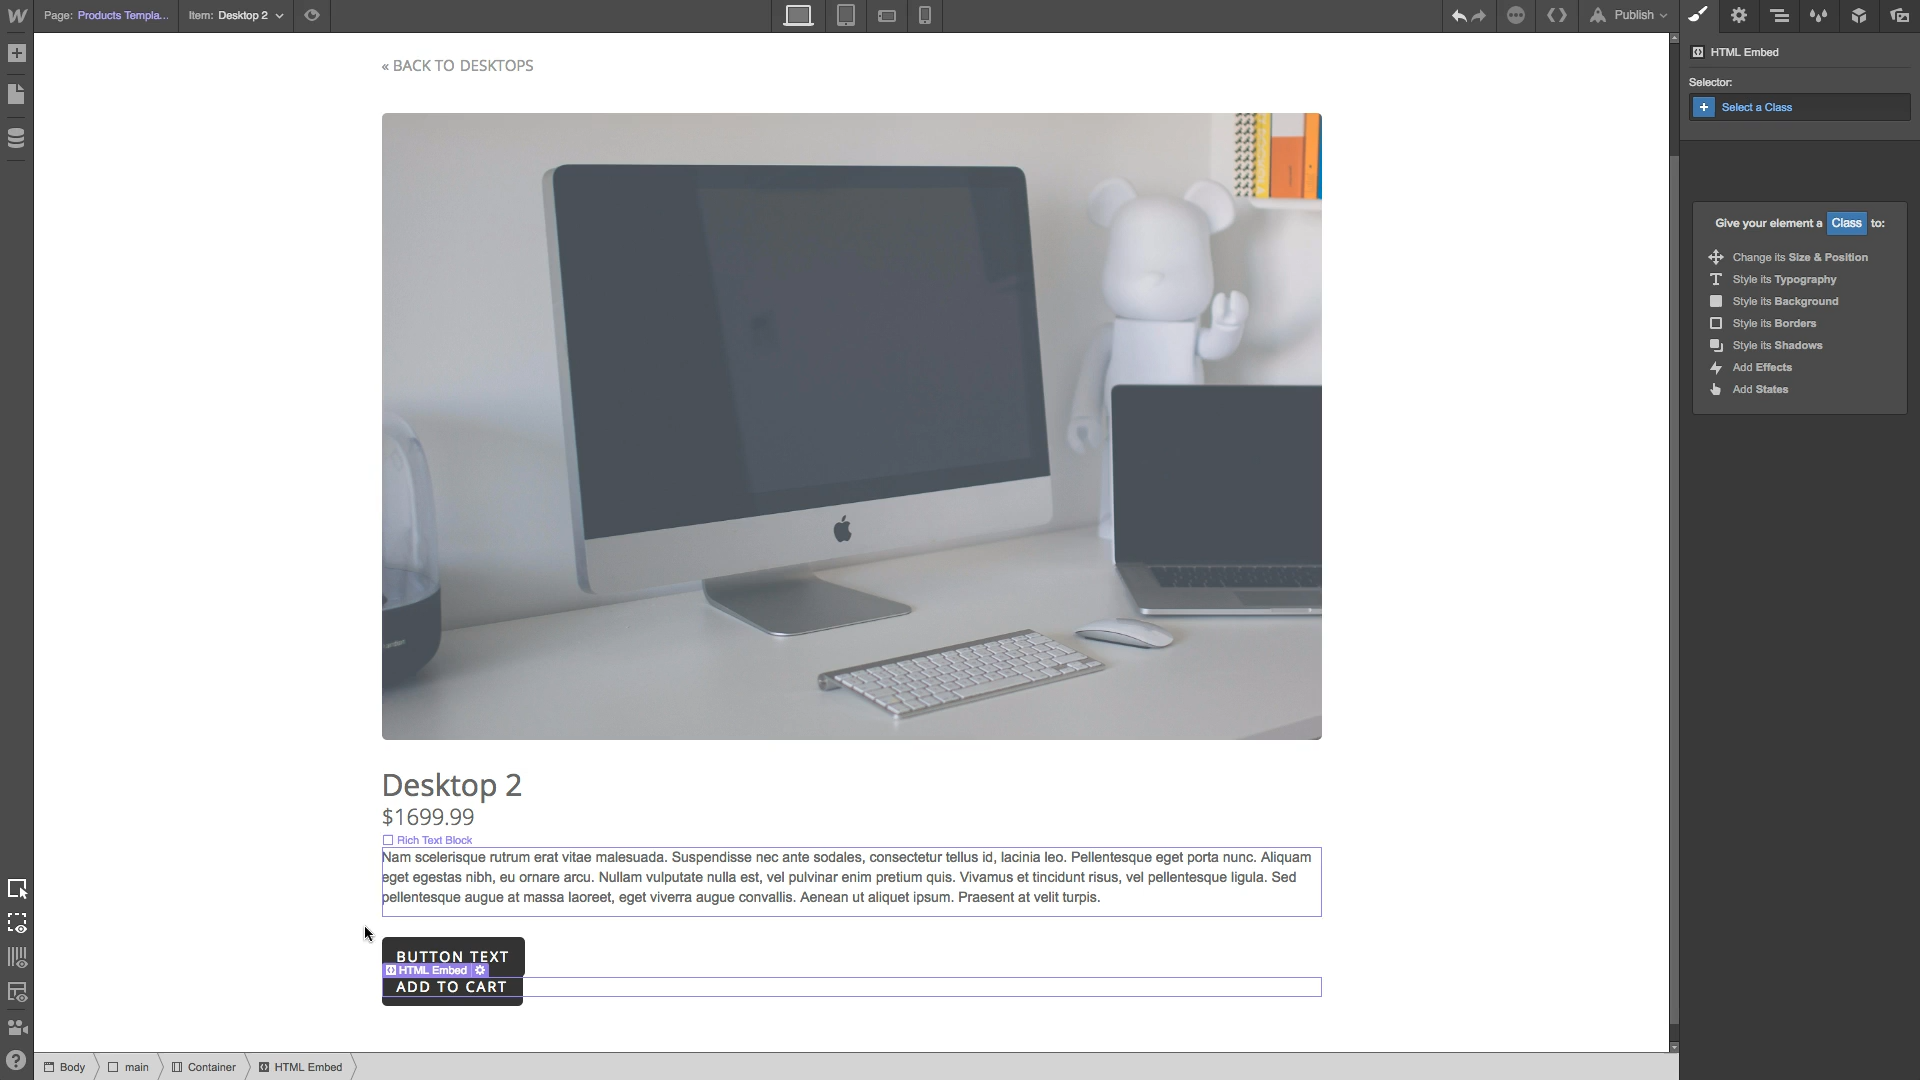 Page: Products Templa...
Item: Desktop 2
Publish
HTML Embed
Selector:
+ Select a Class
Give your element a Class to:
Change its Size & Position
Style its Typography
Style its Background
Style its Borders
Style its Shadows
Add Effects
Add States
« BACK TO DESKTOPS
Desktop 2
$1699.99
Rich Text Block
Nam scelerisque rutrum erat vitae malesuada. Suspendisse nec ante sodales, consectetur tellus id, lacinia leo. Pellentesque eget porta nunc. Aliquam
eget egestas nibh, eu ornare arcu. Nullam vulputate nulla est, vel pulvinar enim pretium quis. Vivamus et tincidunt risus, vel pellentesque ligula. Sed
pellentesque augue at massa laoreet, eget viverra augue convallis. Aenean ut aliquet ipsum. Praesent at velit turpis.
BUTTON TEXT
HTML Embed
ADD TO CART
Body
main
Container
HTML Embed